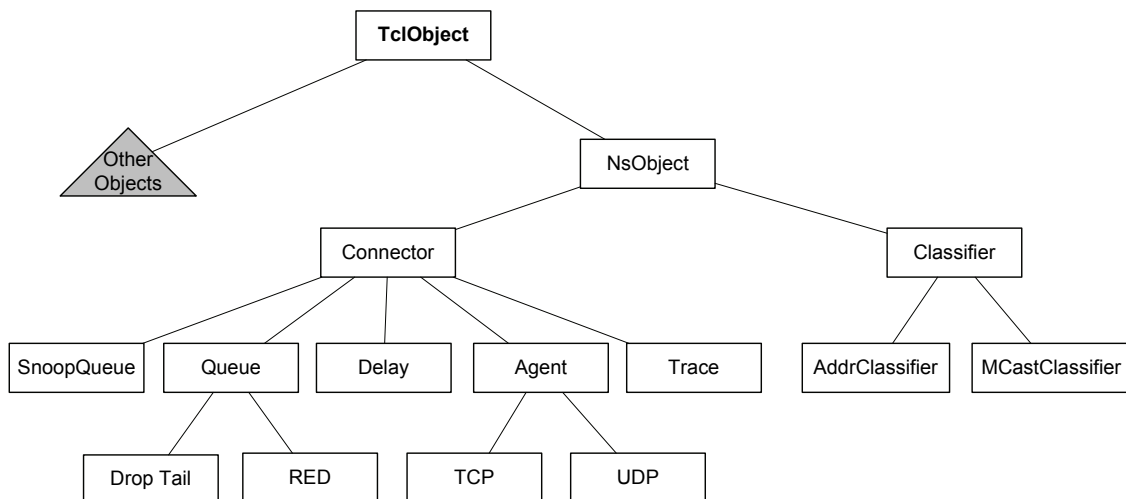 TclObject
Other
Objects
NsObject
Connector
Classifier
SnoopQueue
Queue
Delay
Agent
Trace
AddrClassifier
MCastClassifier
Drop Tail
RED
TCP
UDP